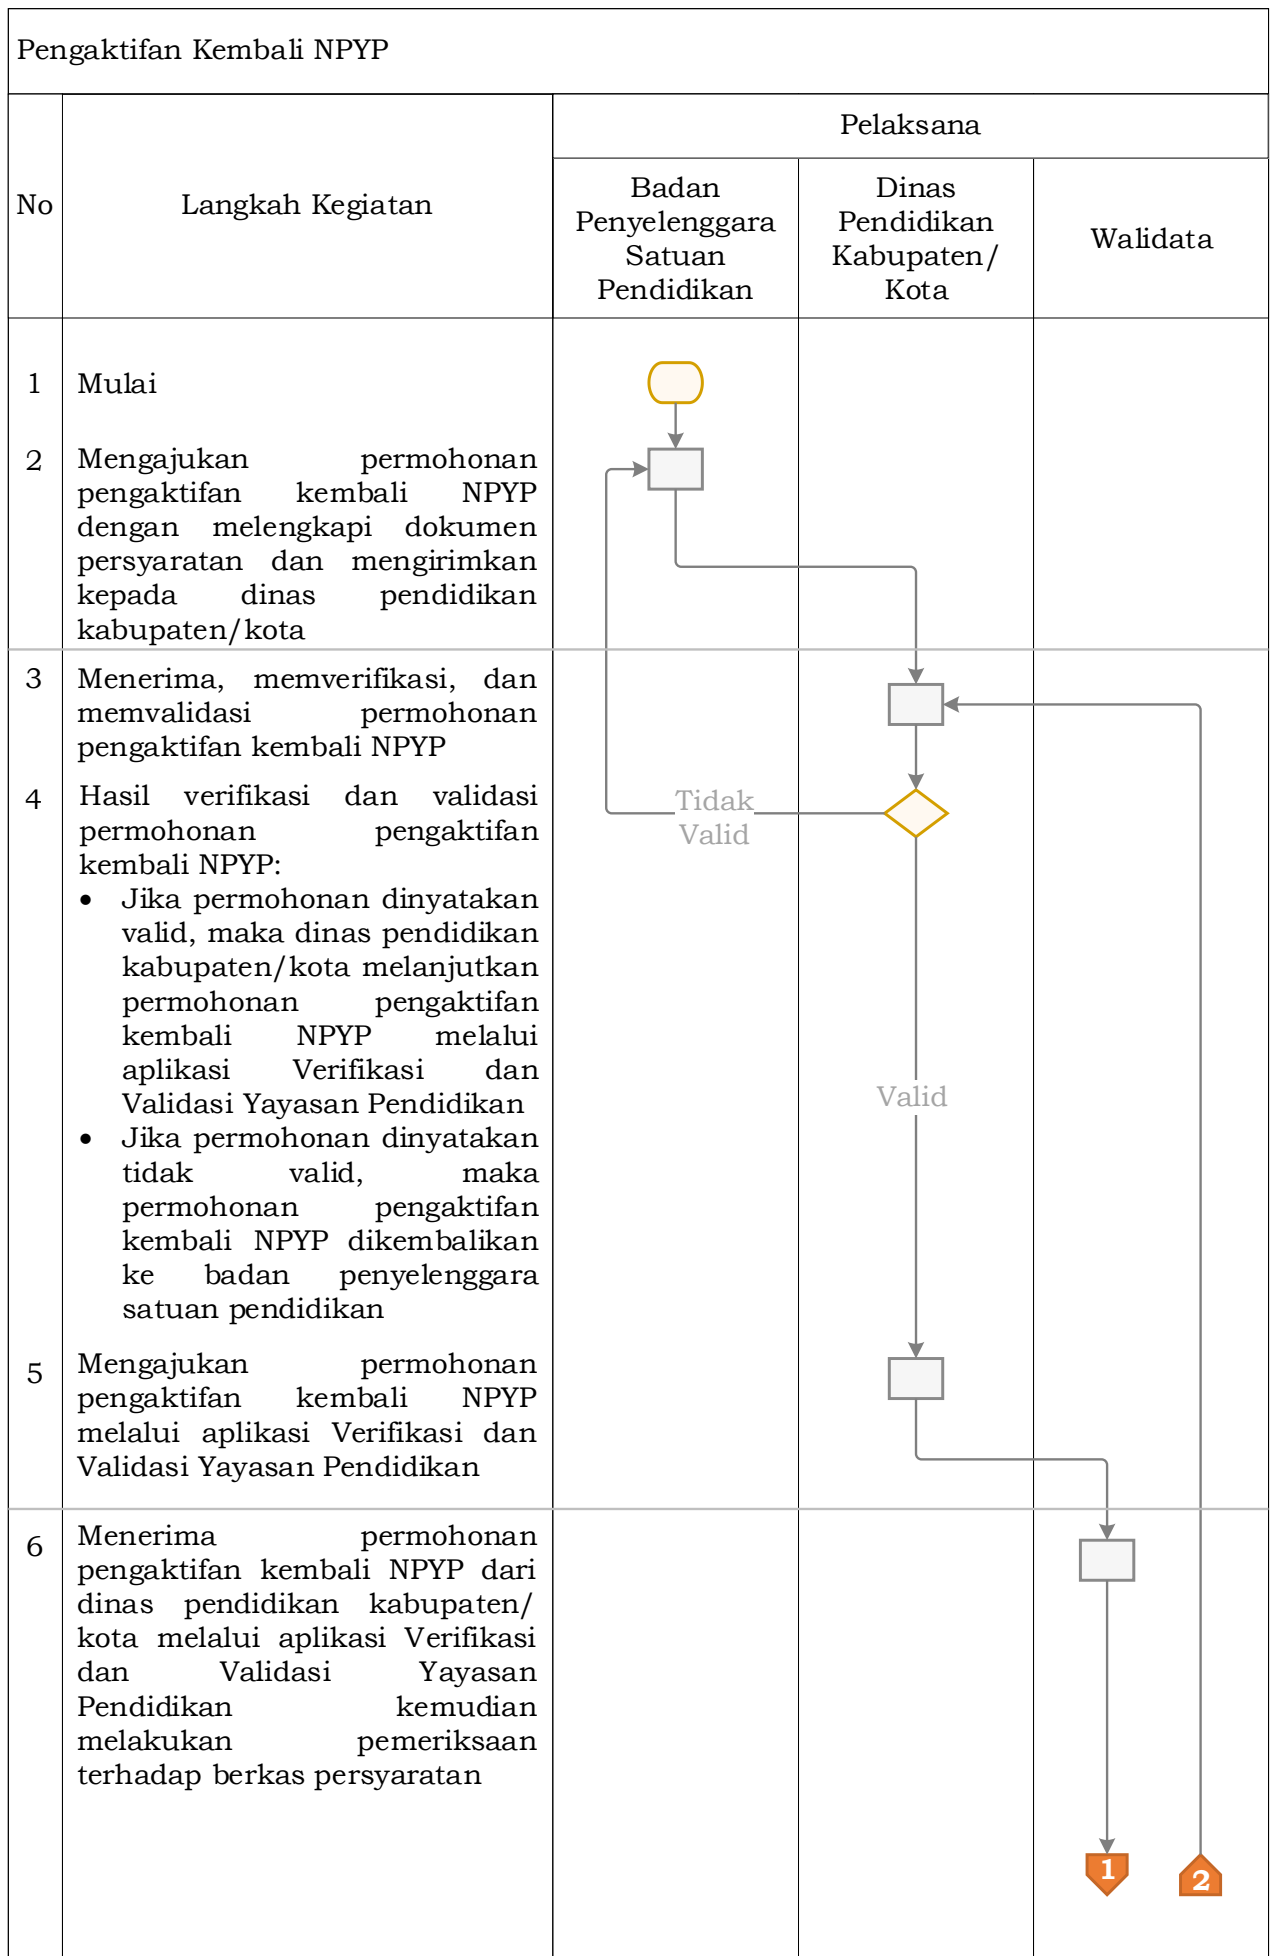 Pengaktifan Kembali NPYP
No
Langkah Kegiatan
Pelaksana
Badan
Penyelenggara
Satuan
Pendidikan
Dinas
Pendidikan
Kabupaten/
Kota
Walidata
1
Mulai
2
Mengajukan permohonan
pengaktifan kembali NPYP
dengan melengkapi dokumen
persyaratan dan mengirimkan
kepada dinas pendidikan
kabupaten/kota
3
Menerima, memverifikasi, dan
memvalidasi permohonan
pengaktifan kembali NPYP
4
Hasil verifikasi dan validasi
permohonan pengaktifan
kembali NPYP:
• Jika permohonan dinyatakan
valid, maka dinas pendidikan
kabupaten/kota melanjutkan
permohonan pengaktifan
kembali NPYP melalui
aplikasi Verifikasi dan
Validasi Yayasan Pendidikan
• Jika permohonan dinyatakan
tidak valid, maka
permohonan pengaktifan
kembali NPYP dikembalikan
ke badan penyelenggara
satuan pendidikan
Tidak
Valid
Valid
5
Mengajukan permohonan
pengaktifan kembali NPYP
melalui aplikasi Verifikasi dan
Validasi Yayasan Pendidikan
6
Menerima permohonan
pengaktifan kembali NPYP dari
dinas pendidikan kabupaten/
kota melalui aplikasi Verifikasi
dan Validasi Yayasan
Pendidikan kemudian
melakukan pemeriksaan
terhadap berkas persyaratan
1
2